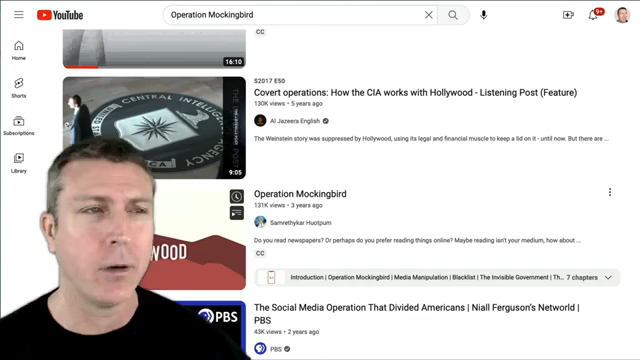 YouTube
Operation Mockingbird
9+
Home
Shorts
Subscriptions
Library
16:10
CC
S2017 E50
Covert operations: How the CIA works with Hollywood - Listening Post (Feature)
130K views • 5 years ago
Al Jazeera English
The Weinstein story was suppressed by Hollywood, using its legal and financial muscle to keep a lid on it - until now. But there are ...
CENTRAL INTELLIGENCE AGENCY
9:05
Operation Mockingbird
131K views • 3 years ago
Samrethykar Huotpum
Do you read newspapers? Or perhaps do you prefer reading things online? Maybe reading isn't your medium, how about ...
CC
WOOD
Introduction | Operation Mockingbird | Media Manipulation | Blacklist | The Invisible Government | Th...
7 chapters
The Social Media Operation That Divided Americans | Niall Ferguson's Networld |
PBS
43K views • 2 years ago
PBS
PBS